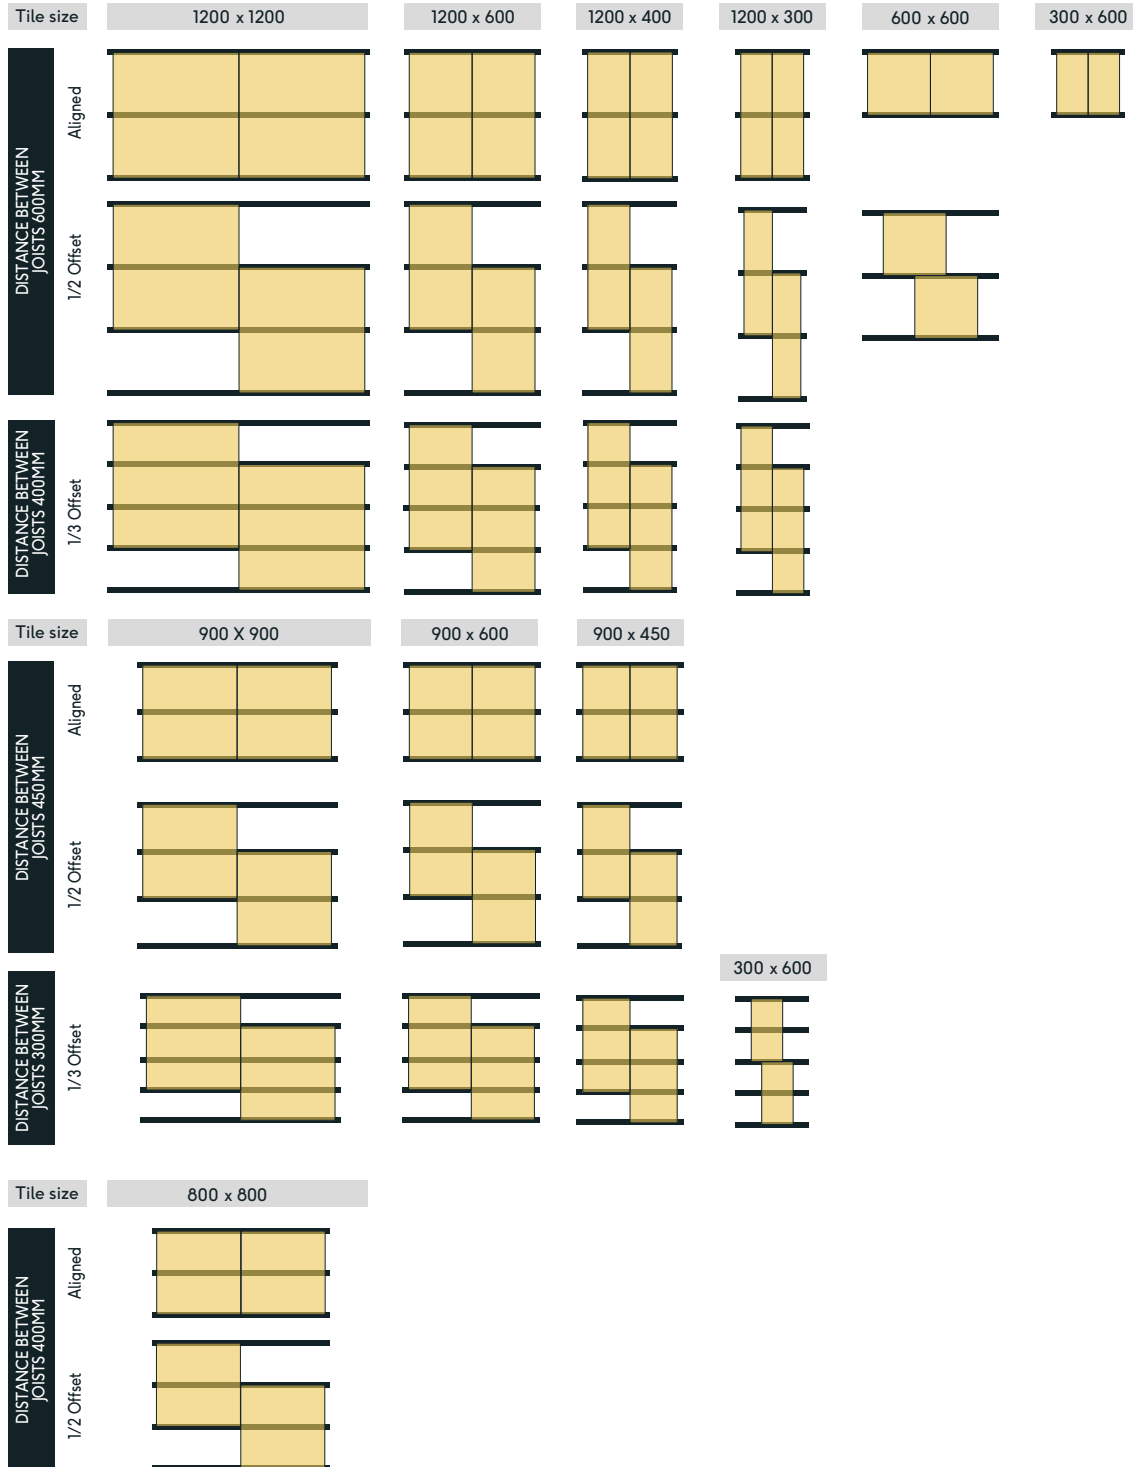 Tile size
1200 x 1200
1200 x 600
1200 x 400
1200 x 300
600 x 600
300 x 600
DISTANCE BETWEEN
JOISTS 600MM
Aligned
1/2 Offset
DISTANCE BETWEEN
JOISTS 400MM
1/3 Offset
Tile size
900 X 900
900 x 600
900 x 450
DISTANCE BETWEEN
JOISTS 450MM
Aligned
1/2 Offset
300 x 600
DISTANCE BETWEEN
JOISTS 300MM
1/3 Offset
Tile size
800 x 800
DISTANCE BETWEEN
JOISTS 400MM
Aligned
1/2 Offset